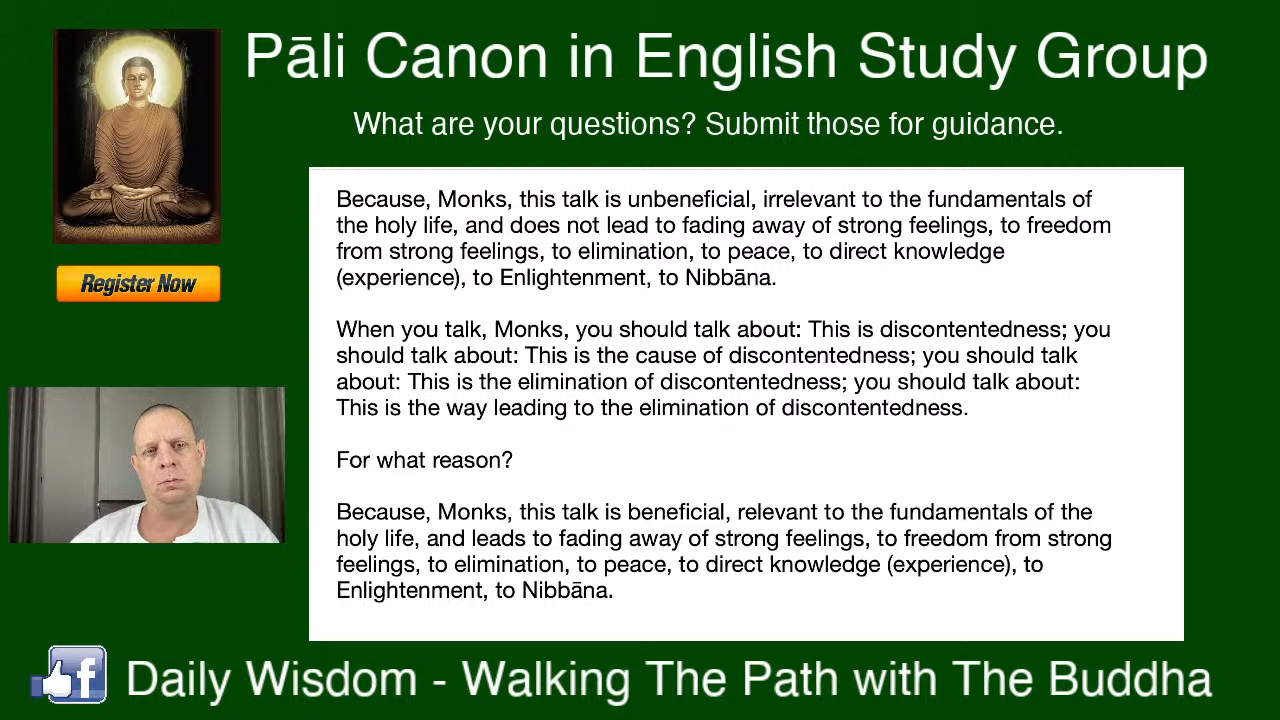 Pāli Canon in English Study Group
What are your questions? Submit those for guidance.
Register Now
Because, Monks, this talk is unbeneficial, irrelevant to the fundamentals of
the holy life, and does not lead to fading away of strong feelings, to freedom
from strong feelings, to elimination, to peace, to direct knowledge
(experience), to Enlightenment, to Nibbāna.
When you talk, Monks, you should talk about: This is discontentedness; you
should talk about: This is the cause of discontentedness; you should talk
about: This is the elimination of discontentedness; you should talk about:
This is the way leading to the elimination of discontentedness.
For what reason?
Because, Monks, this talk is beneficial, relevant to the fundamentals of the
holy life, and leads to fading away of strong feelings, to freedom from strong
feelings, to elimination, to peace, to direct knowledge (experience), to
Enlightenment, to Nibbāna.
f
Daily Wisdom - Walking The Path with The Buddha